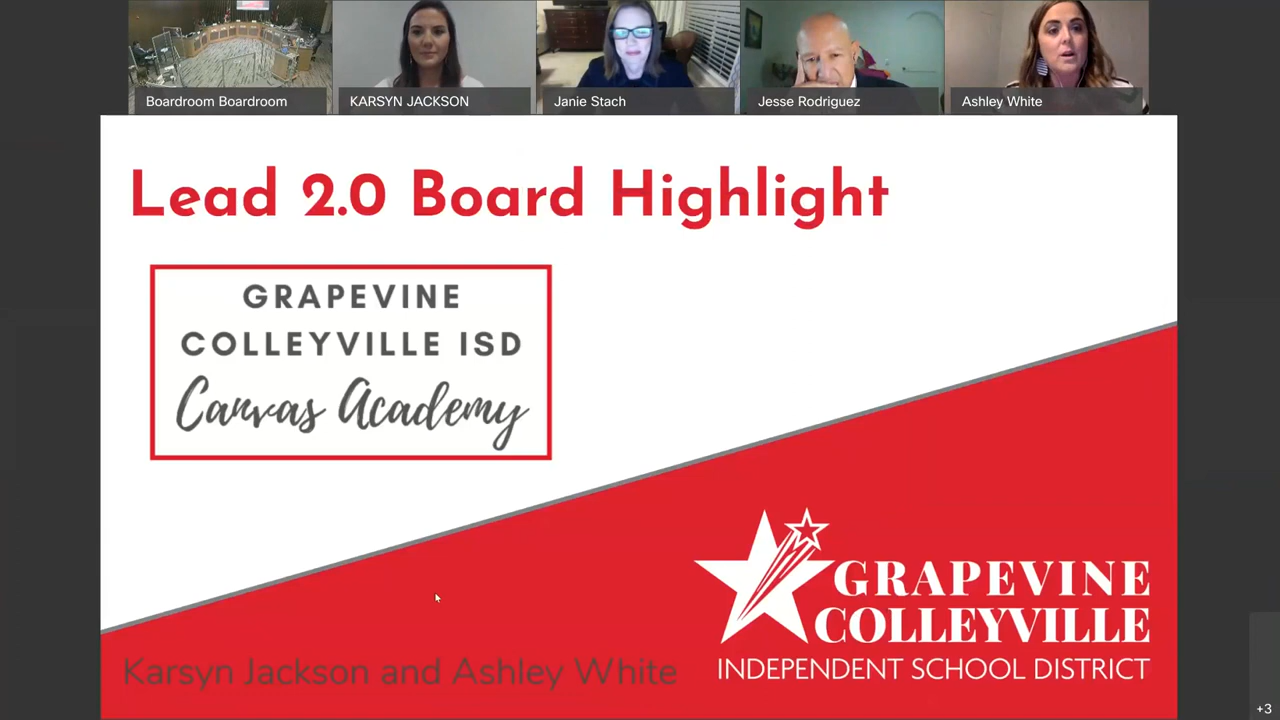 Boardroom Boardroom
KARSYN JACKSON
Janie Stach
Jesse Rodriguez
Ashley White
Lead 2.0 Board Highlight
GRAPEVINE
COLLEYVILLE ISD
Canvas Academy
GRAPEVINE
COLLEYVILLE
INDEPENDENT SCHOOL DISTRICT
Karsyn Jackson and Ashley White
+3